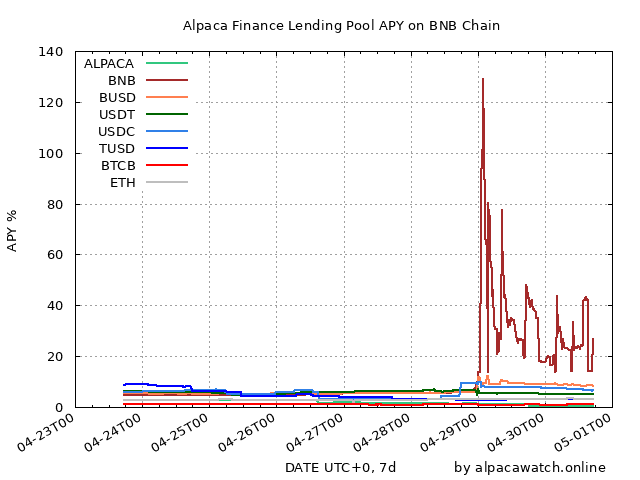 Alpaca Finance Lending Pool APY on BNB Chain
140
120
100
80
60
40
20
0
APY %
ALPACA
BNB
BUSD
USDT
USDC
TUSD
BTCB
ETH
04-23T00
04-24T00
04-25T00
04-26T00
04-27T00
04-28T00
04-29T00
04-30T00
05-01T00
DATE UTC+0, 7d
by alpacawatch.online